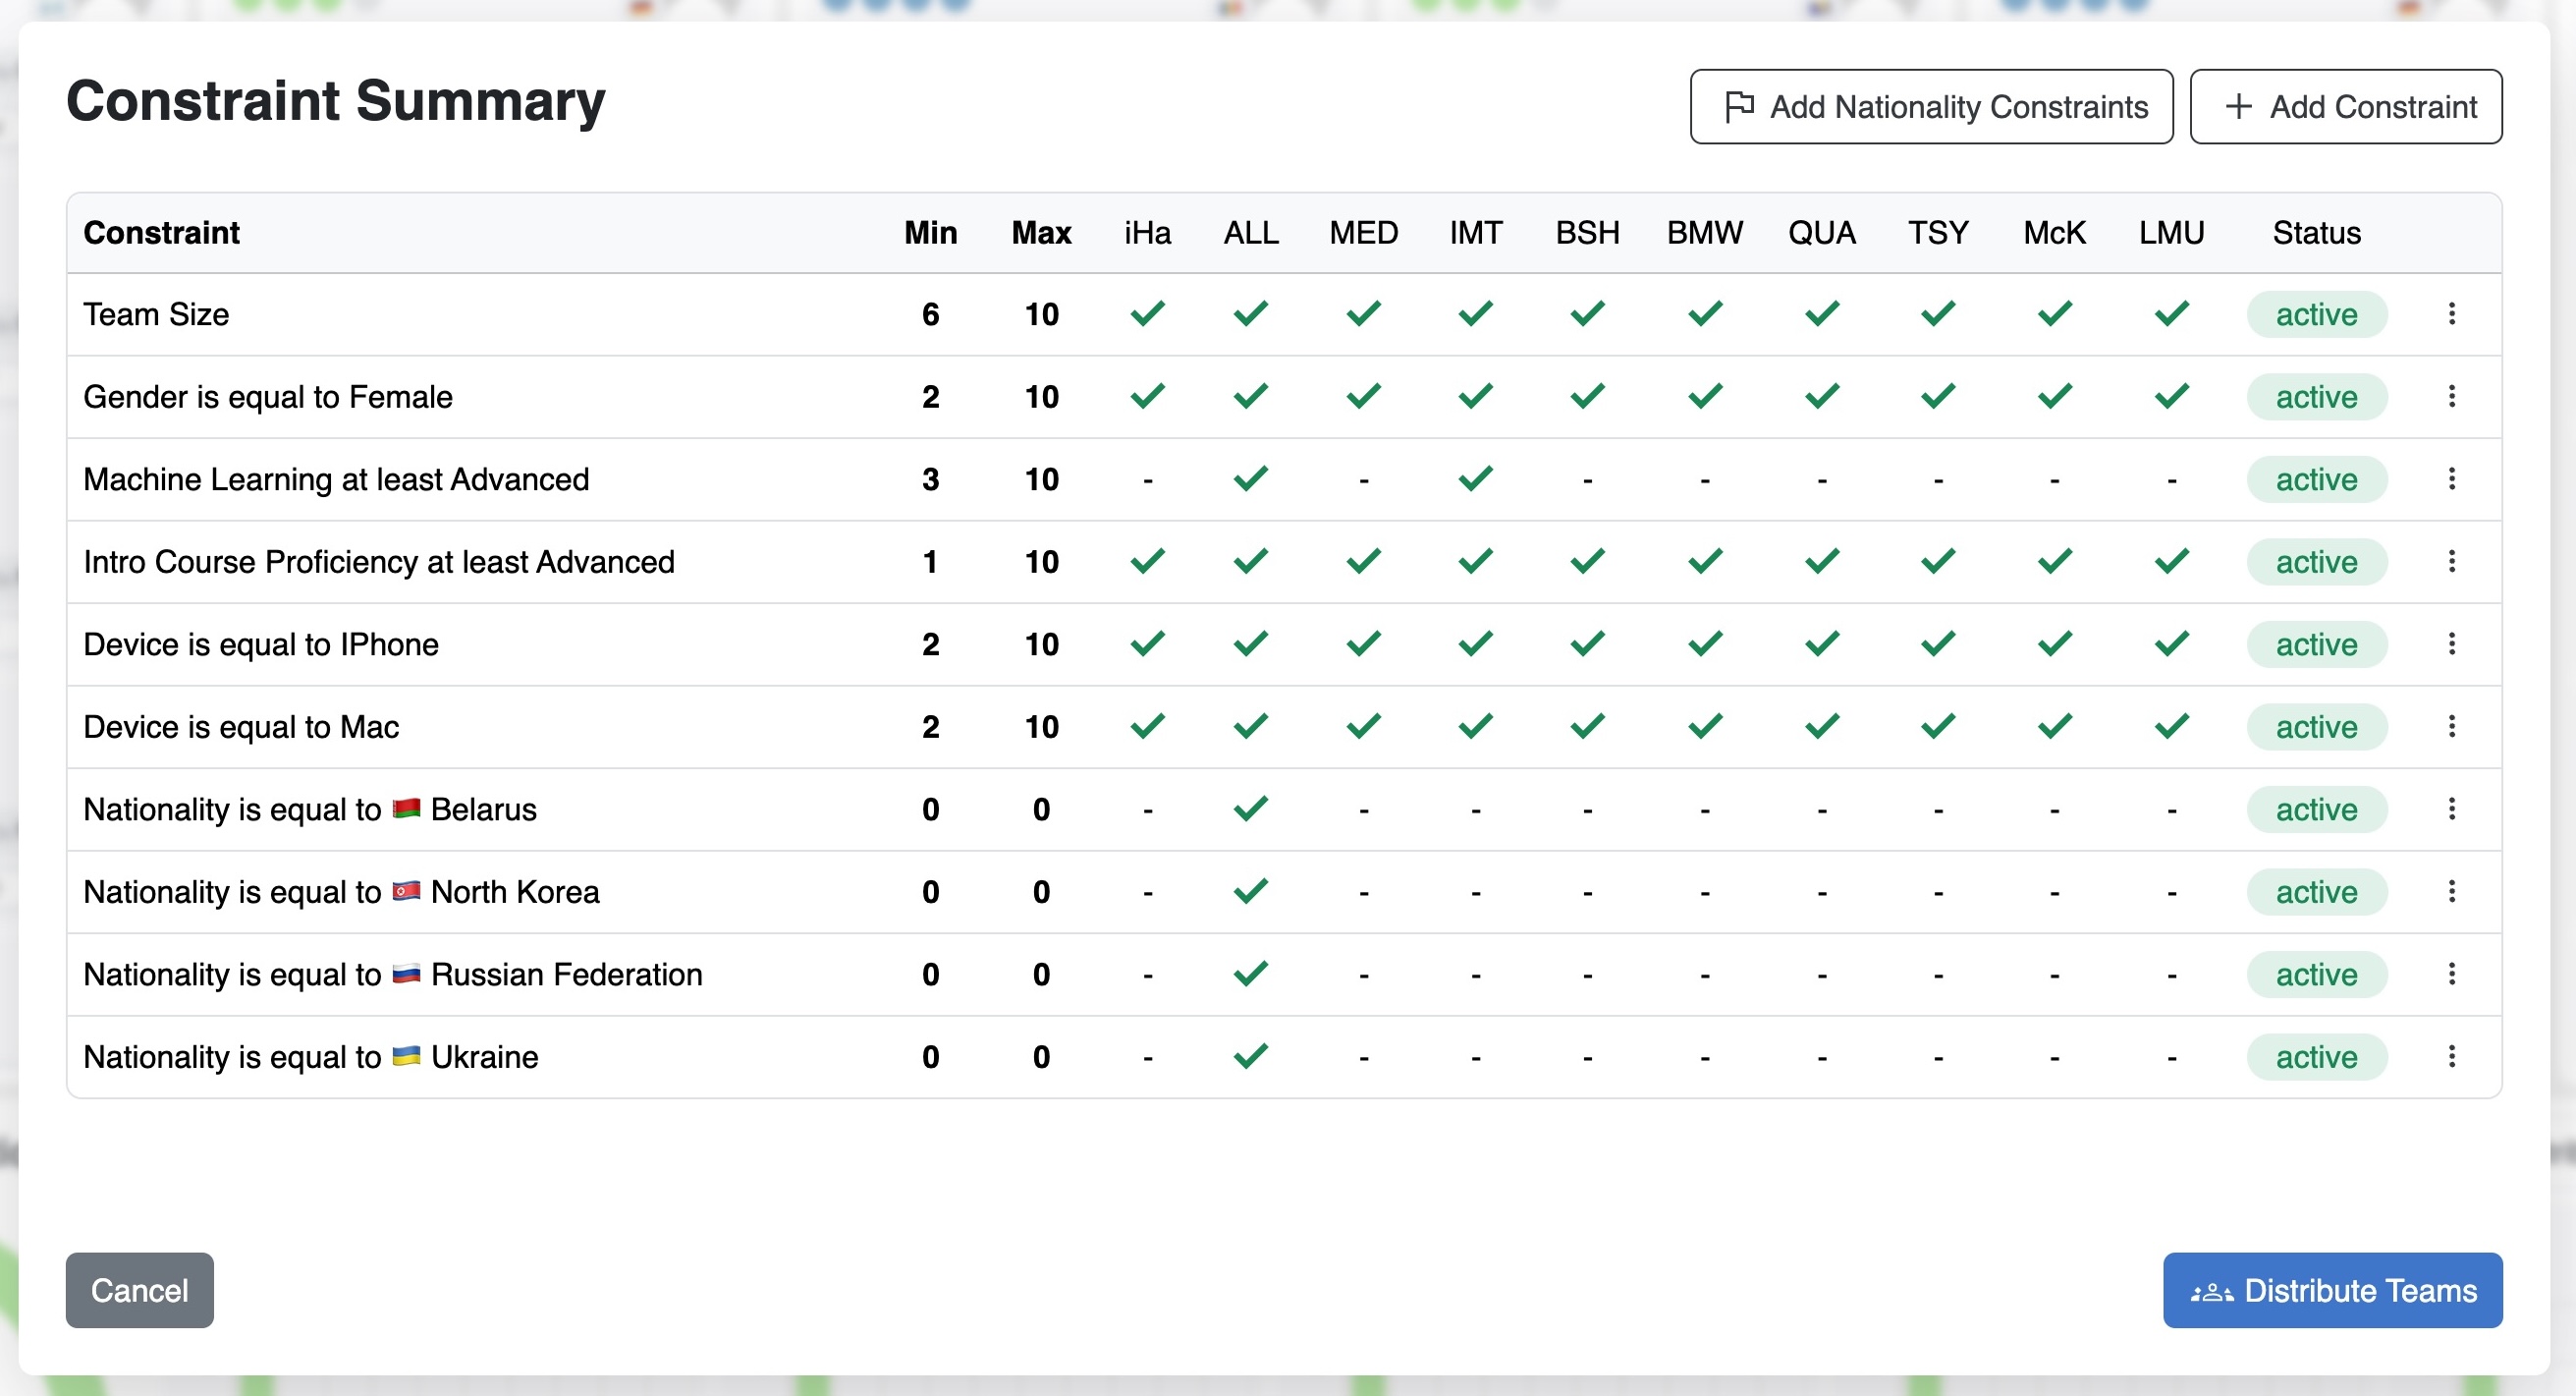 Constraint Summary
Add Nationality Constraints
Add Constraint
Constraint Min Max iHa ALL MED IMT BSH BMW QUA TSY McK LMU Status
Team Size 6 10 active
Gender is equal to Female 2 10 active
Machine Learning at least Advanced 3 10 - - - - - - - - active
Intro Course Proficiency at least Advanced 1 10 active
Device is equal to IPhone 2 10 active
Device is equal to Mac 2 10 active
Nationality is equal to 🇧🇾 Belarus 0 0 - - - - - - - - - active
Nationality is equal to 🇰🇵 North Korea 0 0 - - - - - - - - - active
Nationality is equal to 🇷🇺 Russian Federation 0 0 - - - - - - - - - active
Nationality is equal to 🇺🇦 Ukraine 0 0 - - - - - - - - - active
Cancel
Distribute Teams